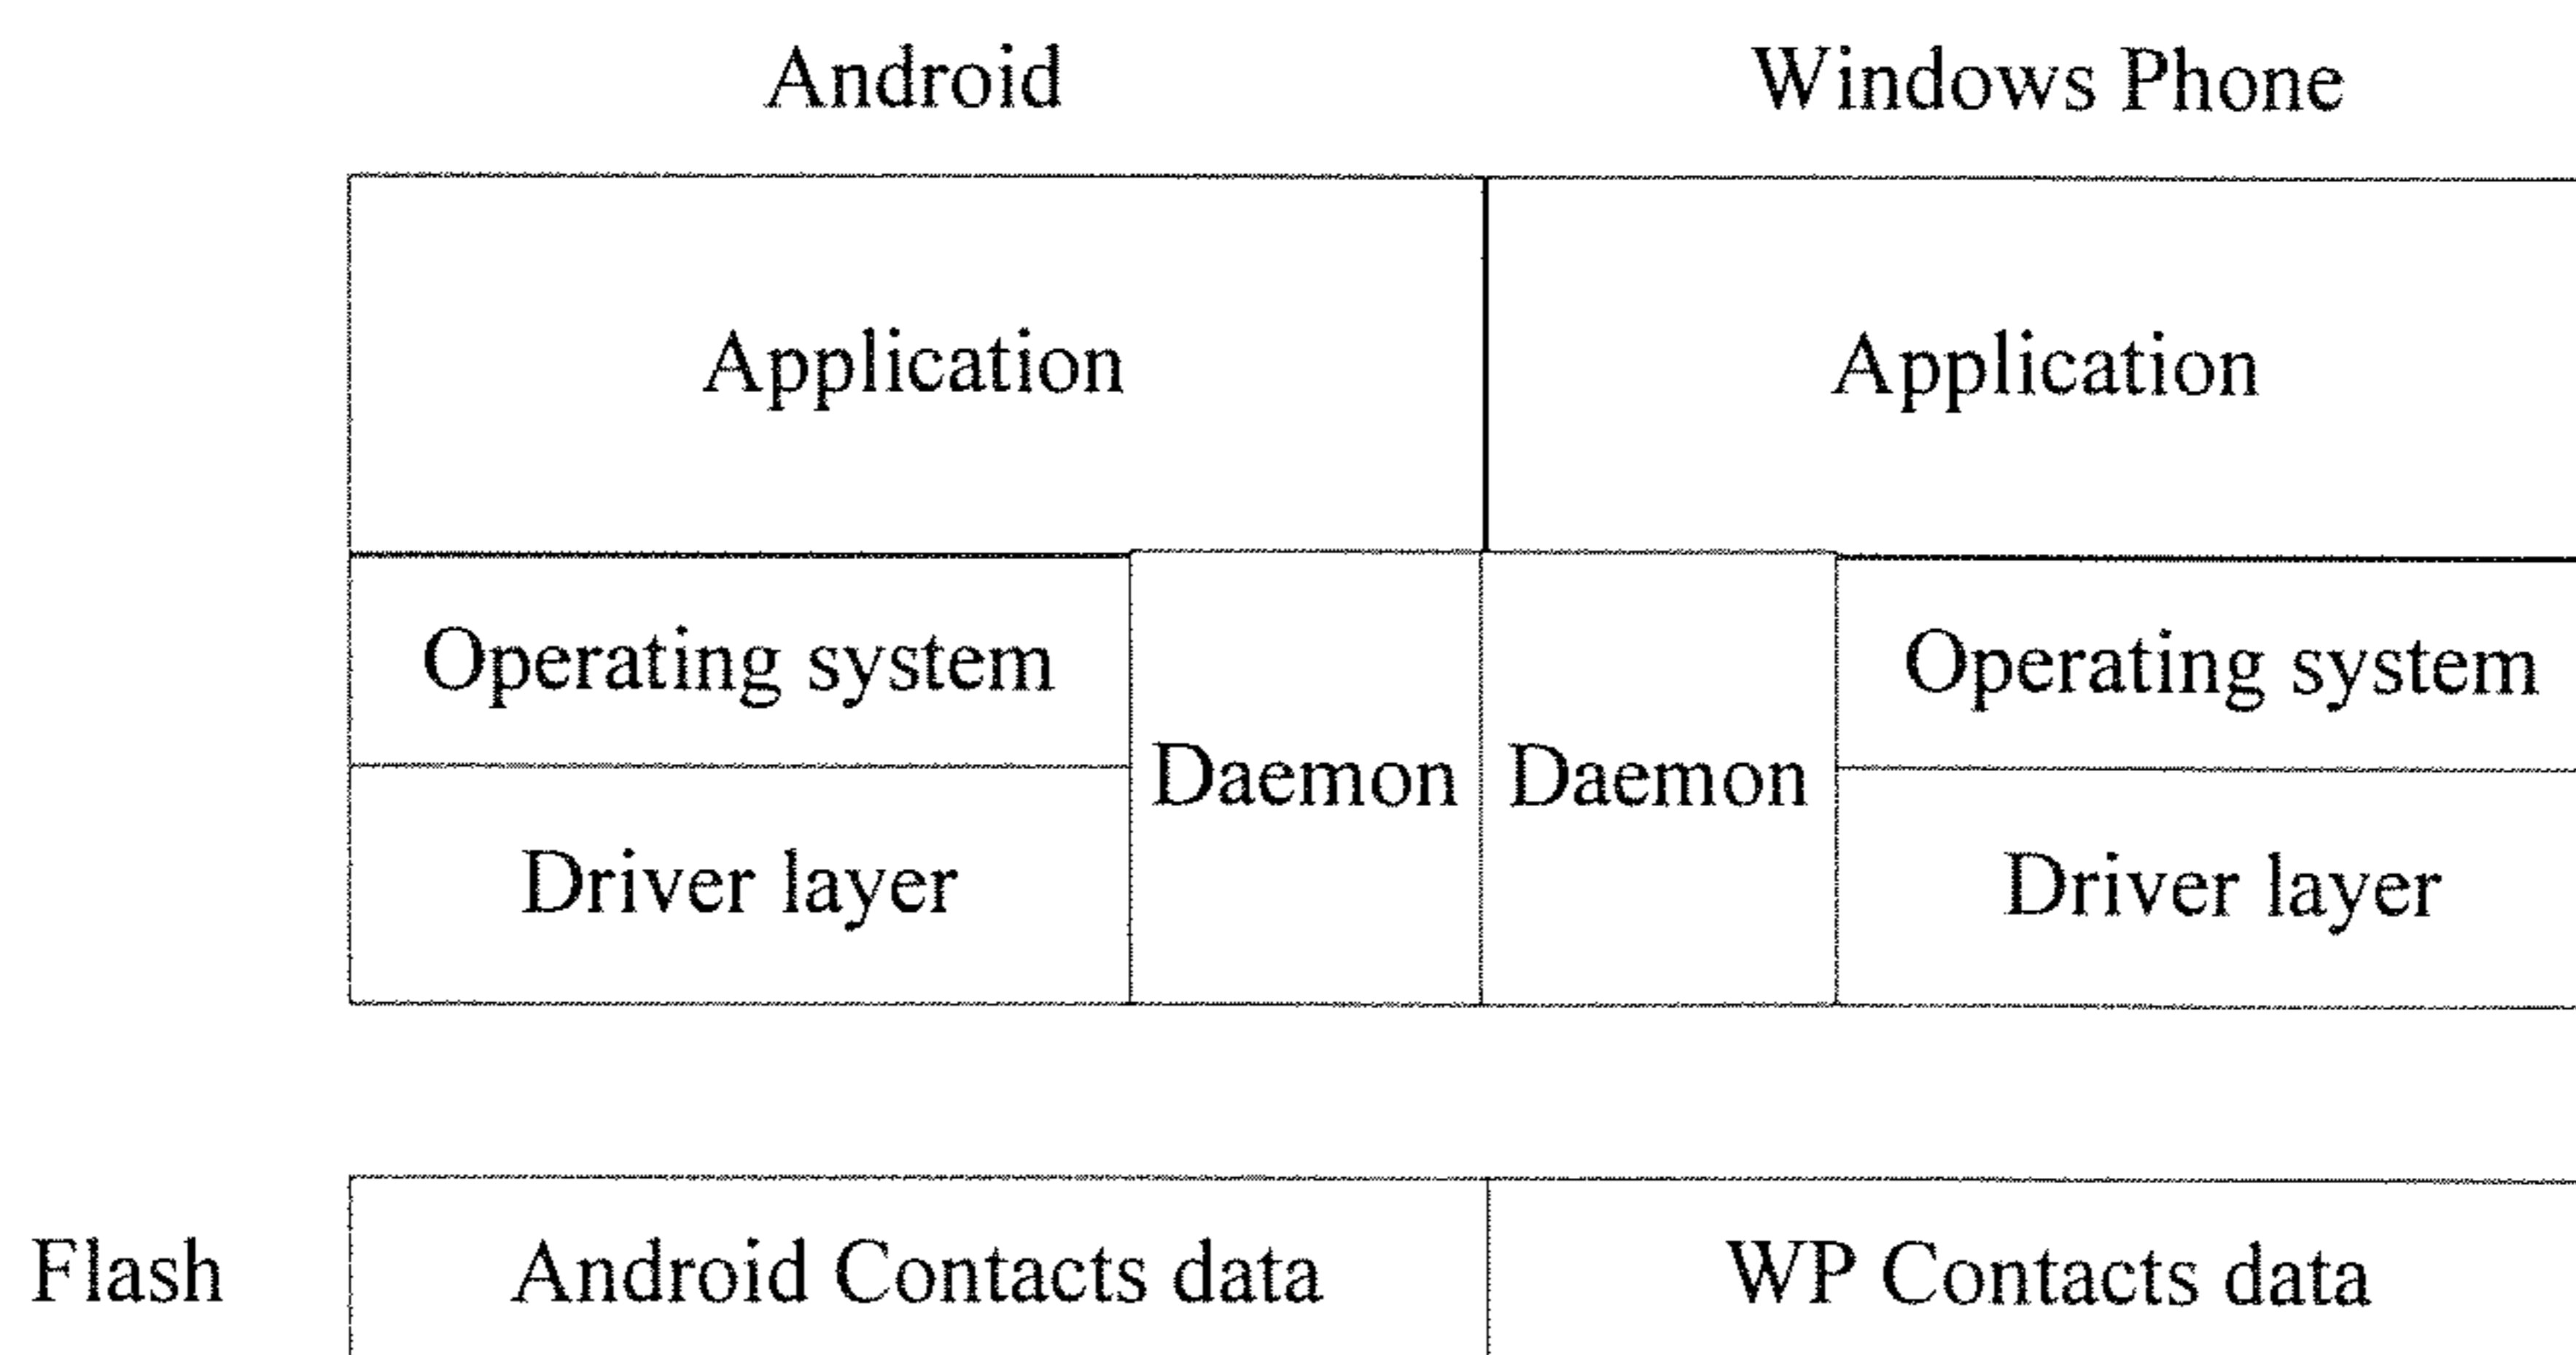 Android Windows Phone
Application Application
Operating system Operating system
Daemon Daemon
Driver layer Driver layer
Flash Android Contacts data WP Contacts data